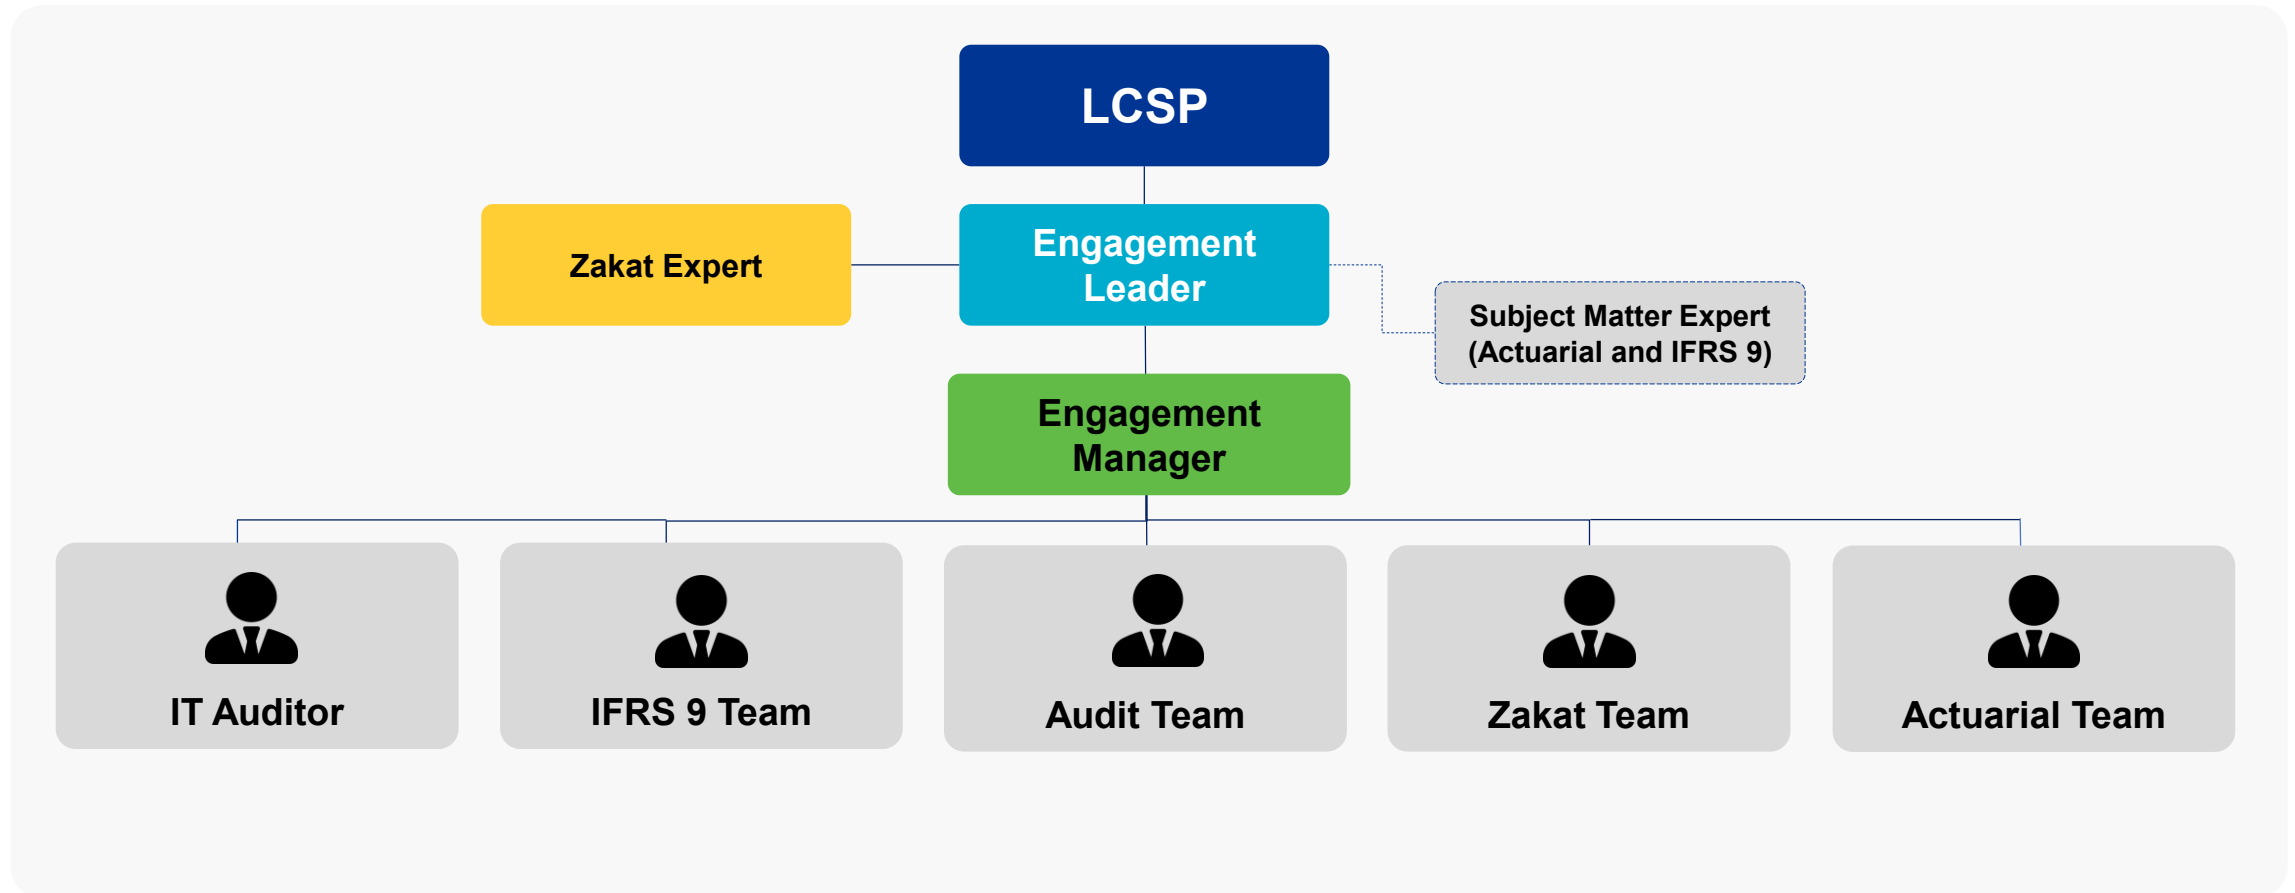 LCSP
Zakat Expert
Engagement
Leader
Subject Matter Expert
(Actuarial and IFRS 9)
Engagement
Manager
IT Auditor
IFRS 9 Team
Audit Team
Zakat Team
Actuarial Team